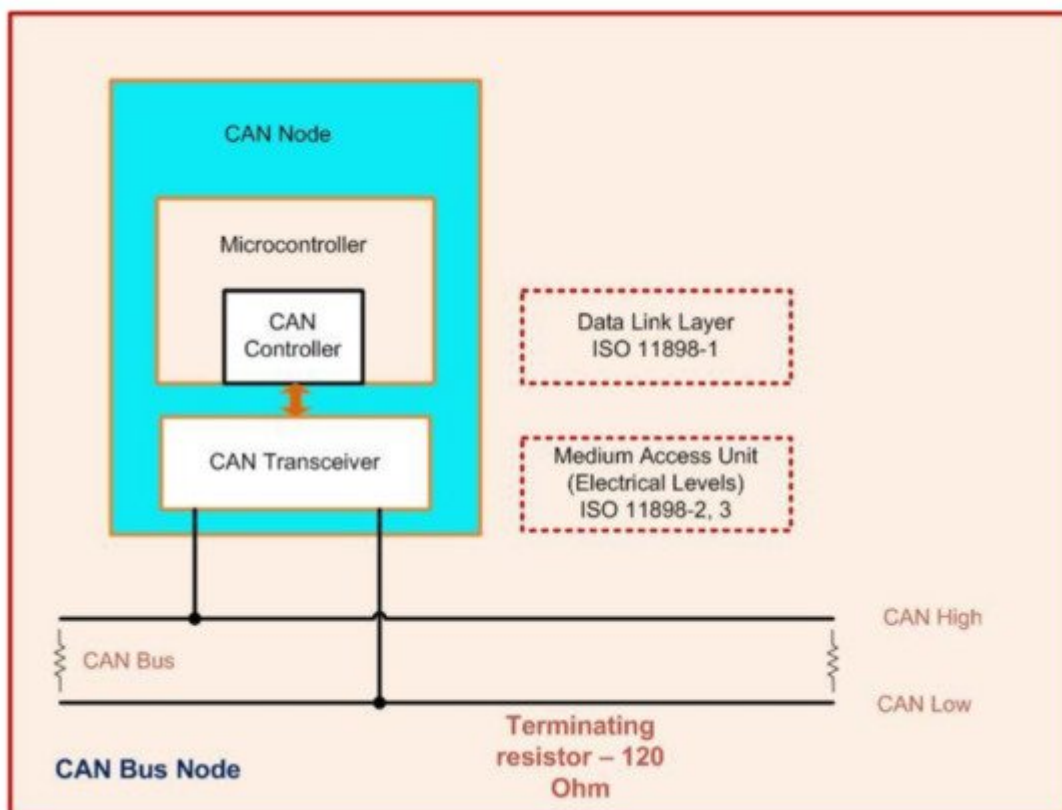 CAN Node
Microcontroller
CAN
Controller
CAN Transceiver
Data Link Layer
ISO 11898-1
Medium Access Unit
(Electrical Levels)
ISO 11898-2, 3
CAN High
CAN Bus
CAN Low
Terminating
resistor – 120
Ohm
CAN Bus Node